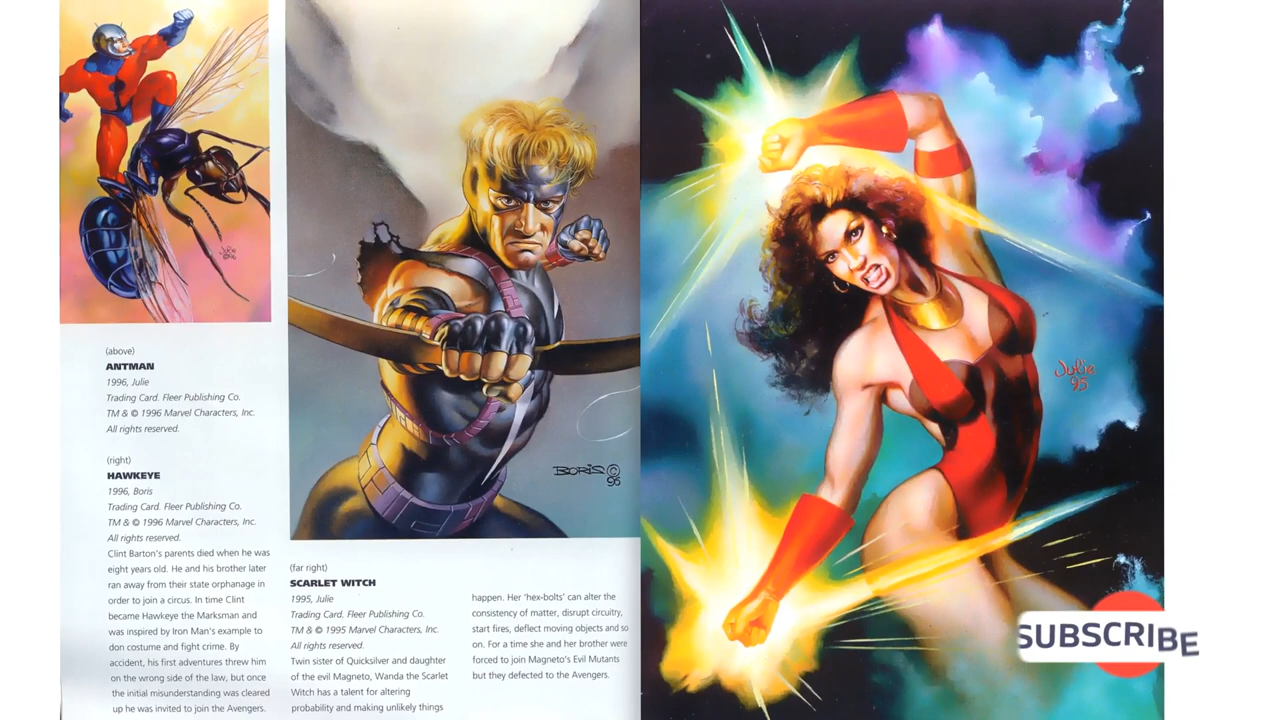 (above)
ANTMAN
1996, Julie
Trading Card. Fleer Publishing Co.
TM & © 1996 Marvel Characters, Inc.
All rights reserved.
(right)
HAWKEYE
1996, Boris
Trading Card. Fleer Publishing Co.
TM & © 1996 Marvel Characters, Inc.
All rights reserved.
Clint Barton's parents died when he was
eight years old. He and his brother later
ran away from their state orphanage in
order to join a circus. In time Clint
became Hawkeye the Marksman and
was inspired by Iron Man's example to
don costume and fight crime. By
accident, his first adventures threw him
on the wrong side of the law, but once
the initial misunderstanding was cleared
up he was invited to join the Avengers.
(far right)
SCARLET WITCH
1995, Julie
Trading Card. Fleer Publishing Co.
TM & © 1995 Marvel Characters, Inc.
All rights reserved.
Twin sister of Quicksilver and daughter
of the evil Magneto, Wanda the Scarlet
Witch has a talent for altering
probability and making unlikely things
happen. Her 'hex-bolts' can alter the
consistency of matter, disrupt circuitry,
start fires, deflect moving objects and so
on. For a time she and her brother were
forced to join Magneto's Evil Mutants
but they defected to the Avengers.
Julie
BORIS ©
95
Julie
95
SUBSCRIBE